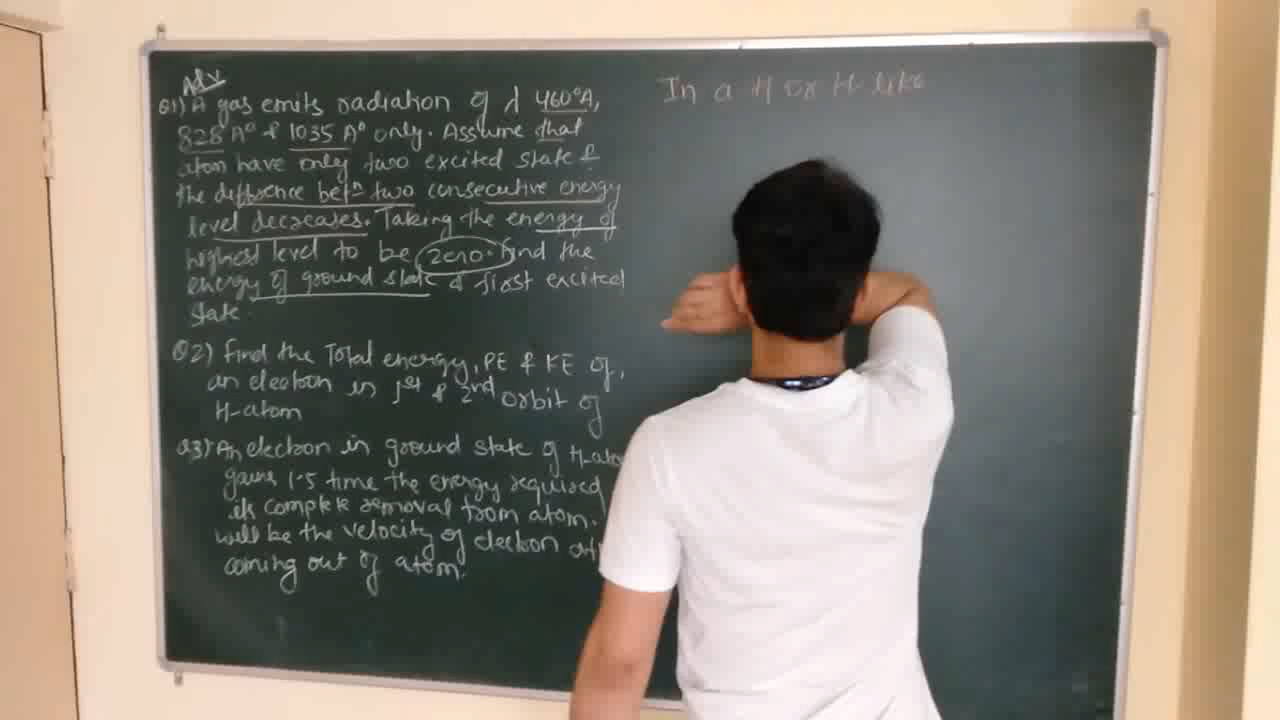 Adv
Q1) A gas emits radiation of λ 460°A,
828 A° & 1035 A° only. Assume that
atom have only two excited state &
the diffrence betn two consecutive energy
level decreases. Taking the energy of
highest level to be zero. find the
energy of ground state & first excited
state.
Q2) Find the Total energy, PE & KE of,
an electron in 1st & 2nd orbit of
H-atom
Q3) An electron in ground state of H-ato
gains 1.5 time the energy required
its complete removal from atom.
will be the velocity of electron aft
coming out of atom.
In a H or H like